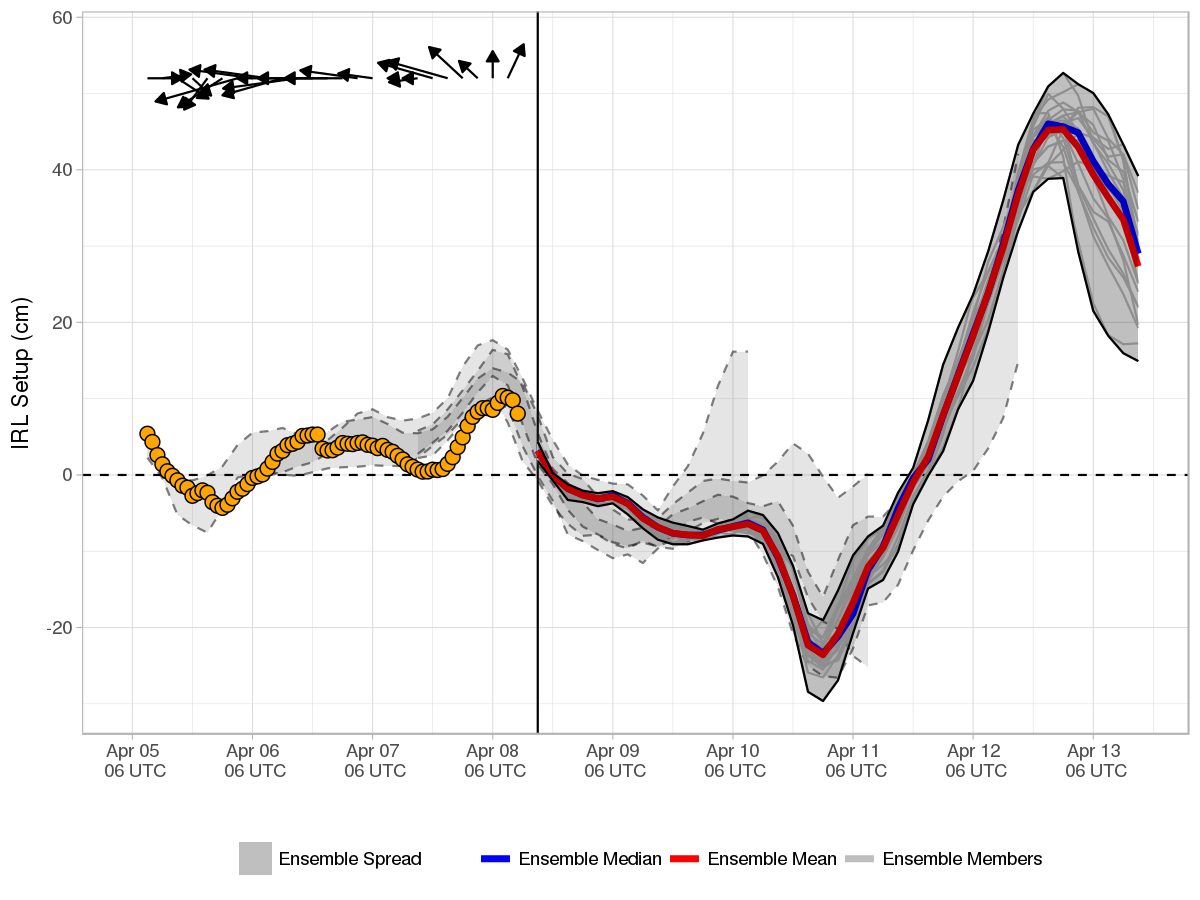 60
40
20
0
-20
IRL Setup (cm)
Apr 05
06 UTC
Apr 06
06 UTC
Apr 07
06 UTC
Apr 08
06 UTC
Apr 09
06 UTC
Apr 10
06 UTC
Apr 11
06 UTC
Apr 12
06 UTC
Apr 13
06 UTC
Ensemble Spread
Ensemble Median
Ensemble Mean
Ensemble Members